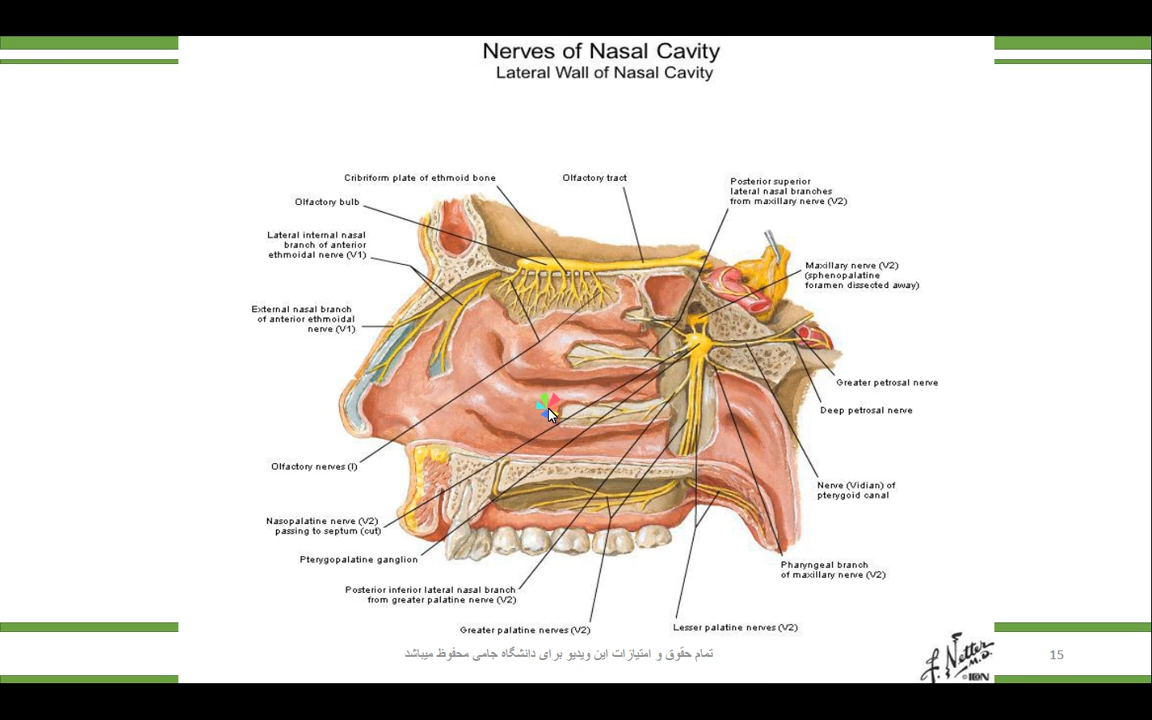 Nerves of Nasal Cavity
Lateral Wall of Nasal Cavity
Cribriform plate of ethmoid bone
Olfactory tract
Posterior superior
lateral nasal branches
from maxillary nerve (V2)
Olfactory bulb
Lateral internal nasal
branch of anterior
ethmoidal nerve (V1)
Maxillary nerve (V2)
(sphenopalatine
foramen dissected away)
External nasal branch
of anterior ethmoidal
nerve (V1)
Greater petrosal nerve
Deep petrosal nerve
Olfactory nerves (I)
Nerve (Vidian) of
pterygoid canal
Nasopalatine nerve (V2)
passing to septum (cut)
Pterygopalatine ganglion
Pharyngeal branch
of maxillary nerve (V2)
Posterior inferior lateral nasal branch
from greater palatine nerve (V2)
Greater palatine nerves (V2)
Lesser palatine nerves (V2)
تمام حقوق و امتیازات این ویدیو برای دانشگاه جامی محفوظ میباشد
F. Netter
M.D.
15